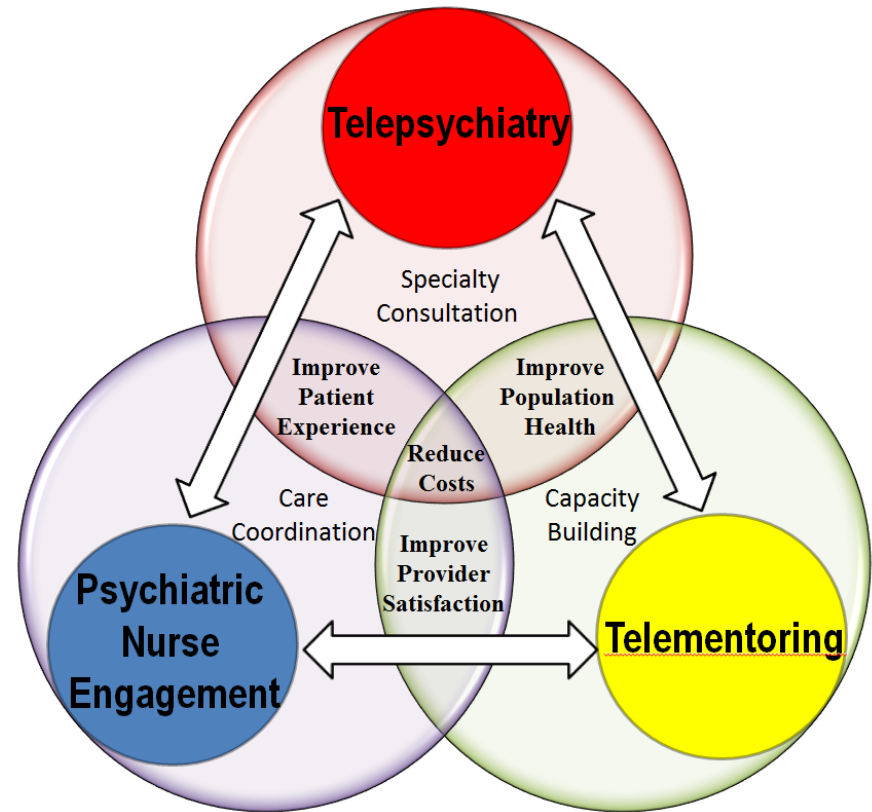 Telepsychiatry
Specialty
Consultation
Improve
Patient
Experience
Improve
Population
Health
Reduce
Costs
Care
Coordination
Capacity
Building
Improve
Provider
Satisfaction
Psychiatric
Nurse
Engagement
Telementoring